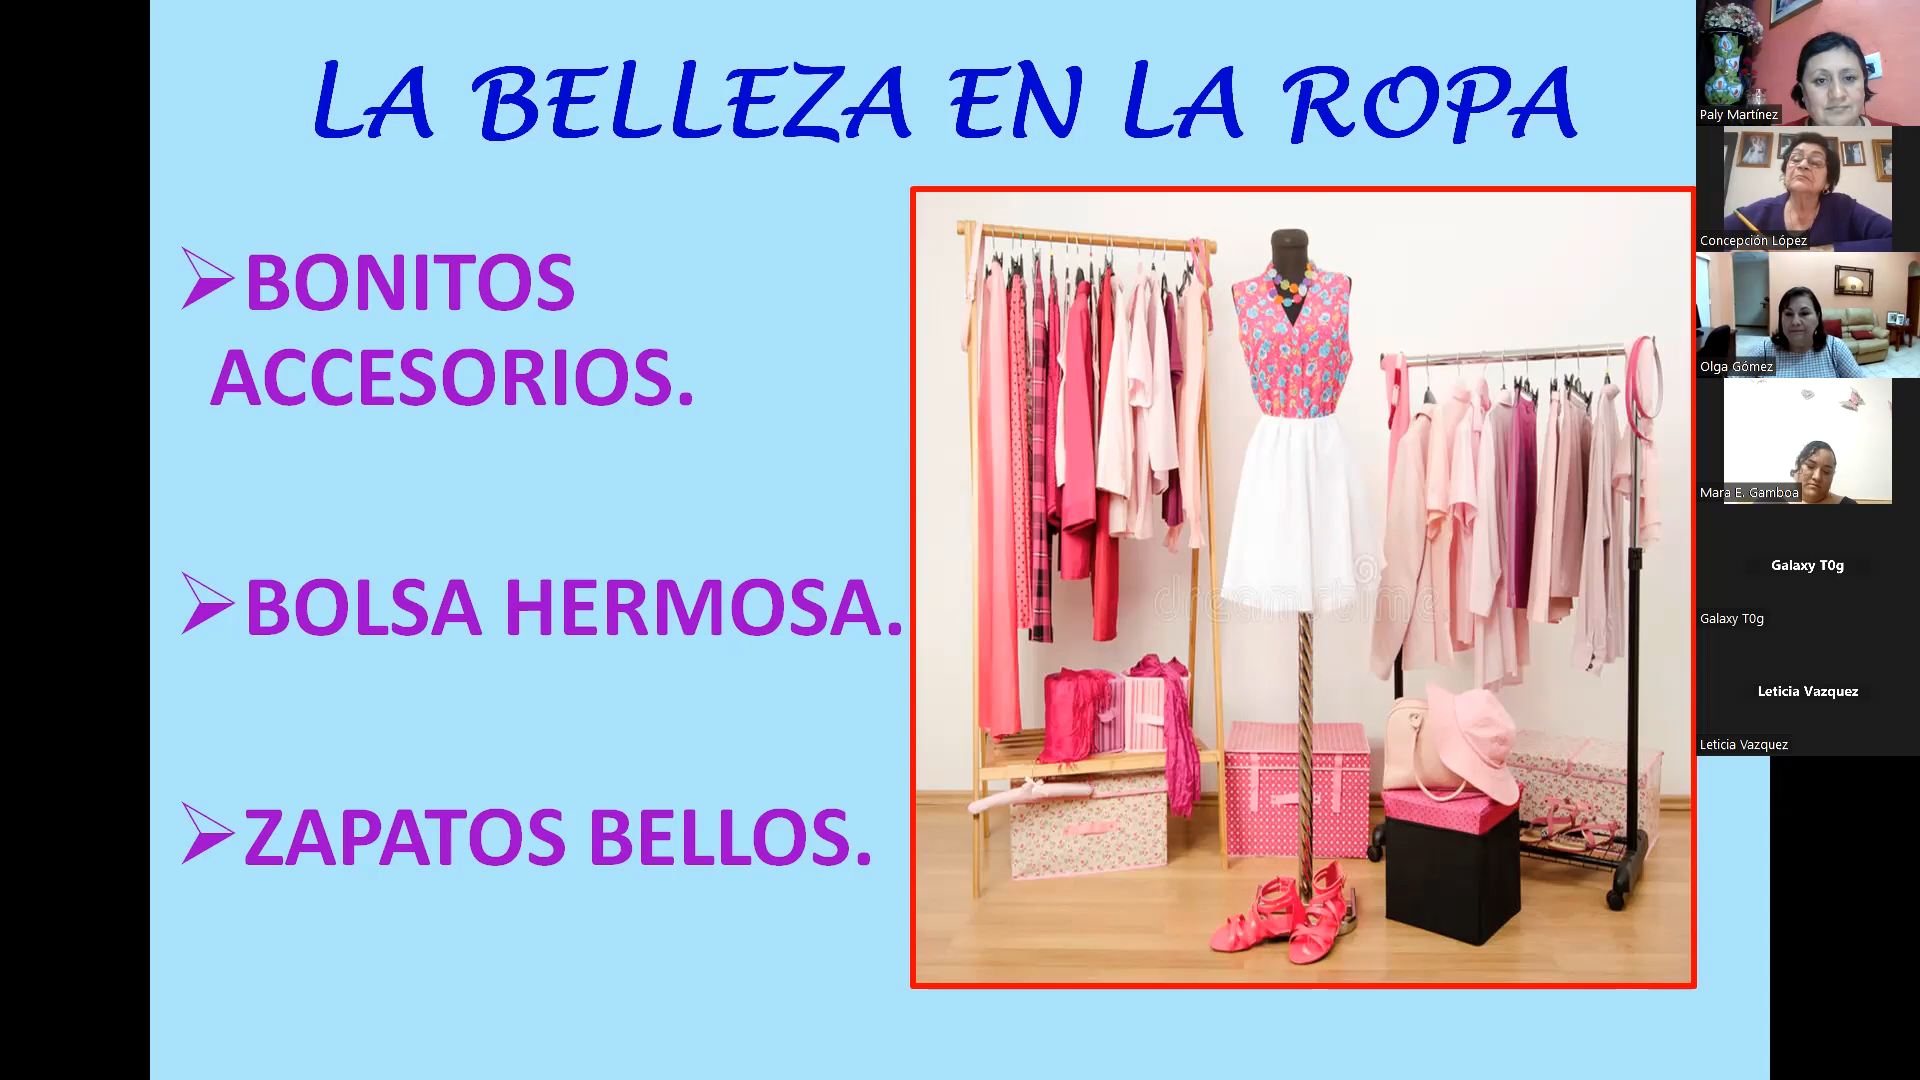 LA BELLEZA EN LA ROPA
BONITOS
ACCESORIOS.
BOLSA HERMOSA.
ZAPATOS BELLOS.
dreamstime.
Paly Martínez
Concepción López
Olga Gómez
Mara E. Gamboa
Galaxy T0g
Galaxy T0g
Leticia Vazquez
Leticia Vazquez